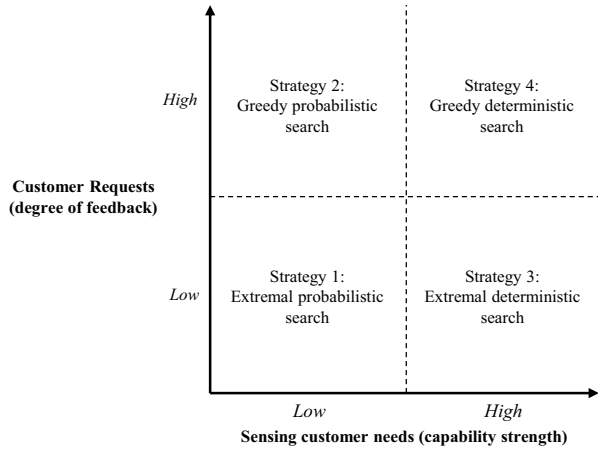 Strategy 2:
Greedy probabilistic
search
Strategy 4:
Greedy deterministic
search
High
Customer Requests
(degree of feedback)
Strategy 1:
Extremal probabilistic
search
Strategy 3:
Extremal deterministic
search
Low
Low
High
Sensing customer needs (capability strength)